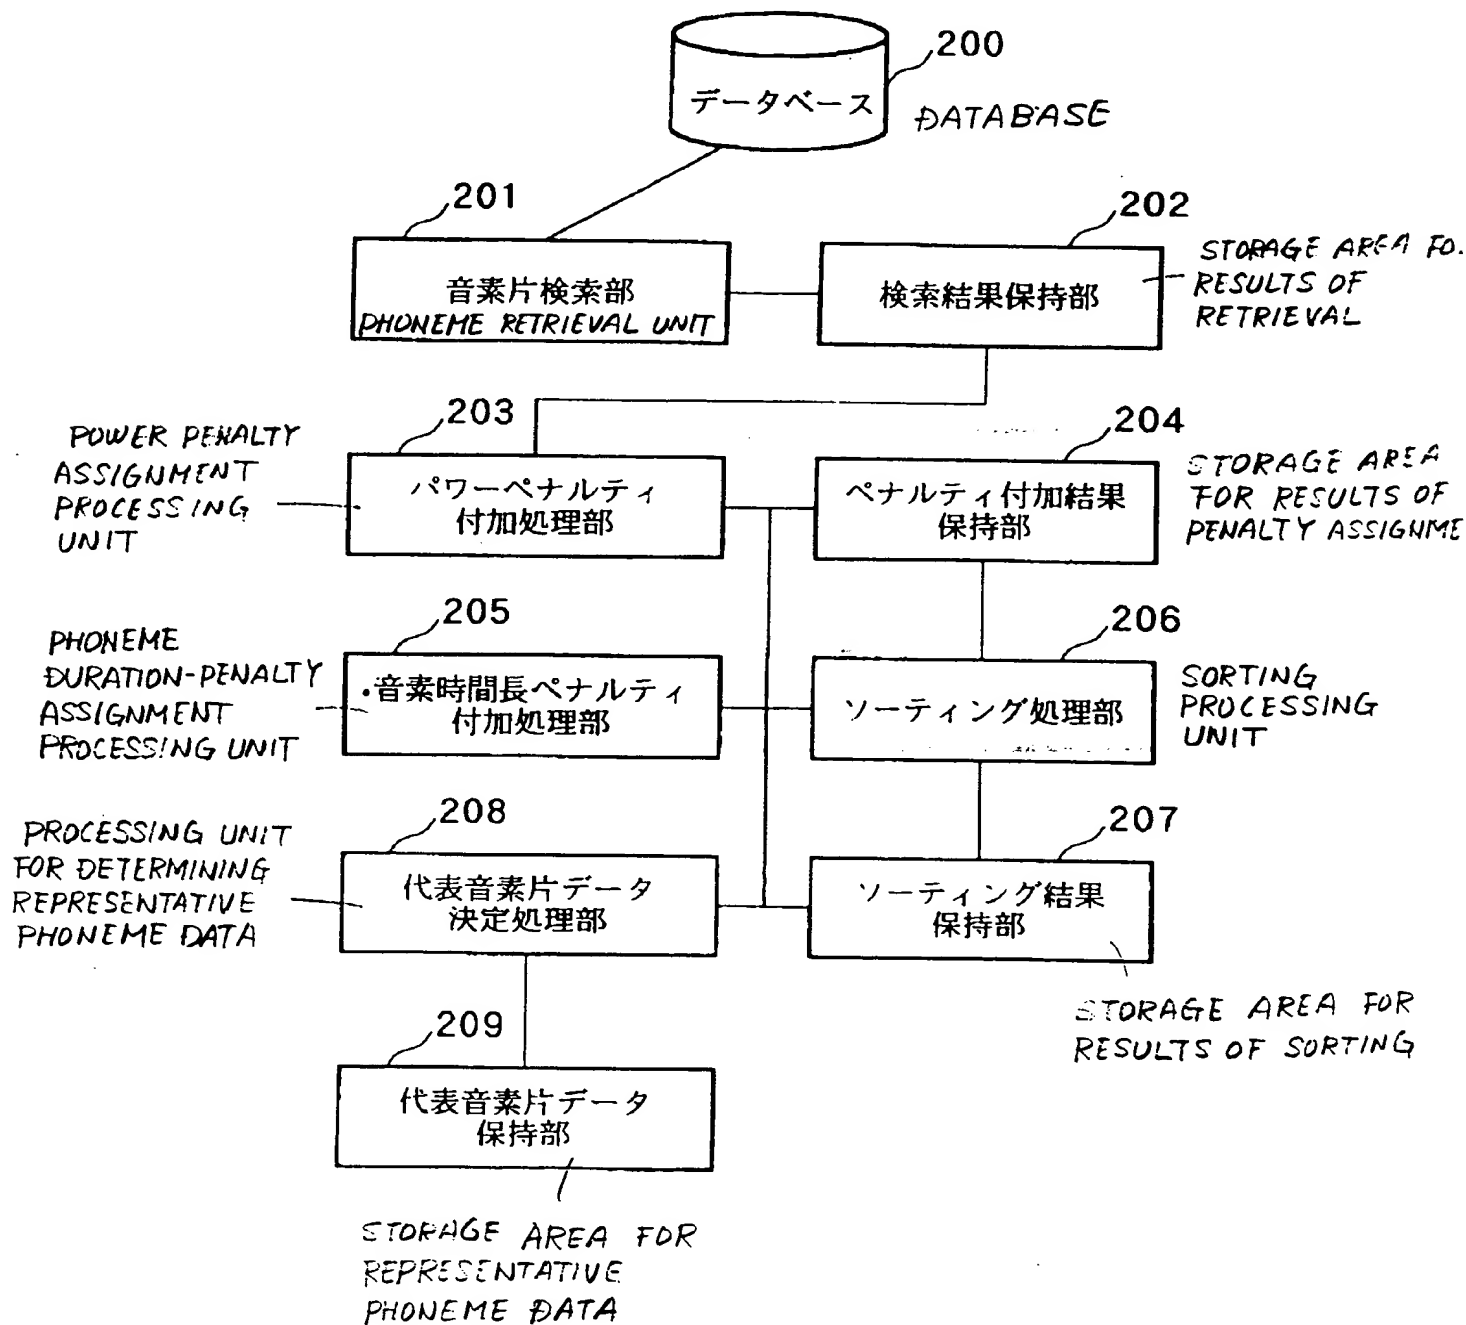 200
データベース
DATABASE
201
音素片検索部
PHONEME RETRIEVAL UNIT
202
検索結果保持部
STORAGE AREA FO
RESULTS OF
RETRIEVAL
203
パワーペナルティ
付加処理部
POWER PENALTY
ASSIGNMENT
PROCESSING
UNIT
204
ペナルティ付加結果
保持部
STORAGE AREA
FOR RESULTS OF
PENALTY ASSIGNME
205
音素時間長ペナルティ
付加処理部
PHONEME
DURATION-PENALTY
ASSIGNMENT
PROCESSING UNIT
206
ソーティング処理部
SORTING
PROCESSING
UNIT
208
代表音素片データ
決定処理部
PROCESSING UNIT
FOR DETERMINING
REPRESENTATIVE
PHONEME DATA
207
ソーティング結果
保持部
STORAGE AREA FOR
RESULTS OF SORTING
209
代表音素片データ
保持部
STORAGE AREA FOR
REPRESENTATIVE
PHONEME DATA